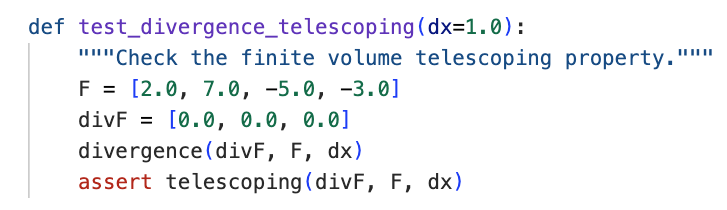 def test_divergence_telescoping(dx=1.0):
    """Check the finite volume telescoping property."""
    F = [2.0, 7.0, −5.0, −3.0]
    divF = [0.0, 0.0, 0.0]
    divergence(divF, F, dx)
    assert telescoping(divF, F, dx)